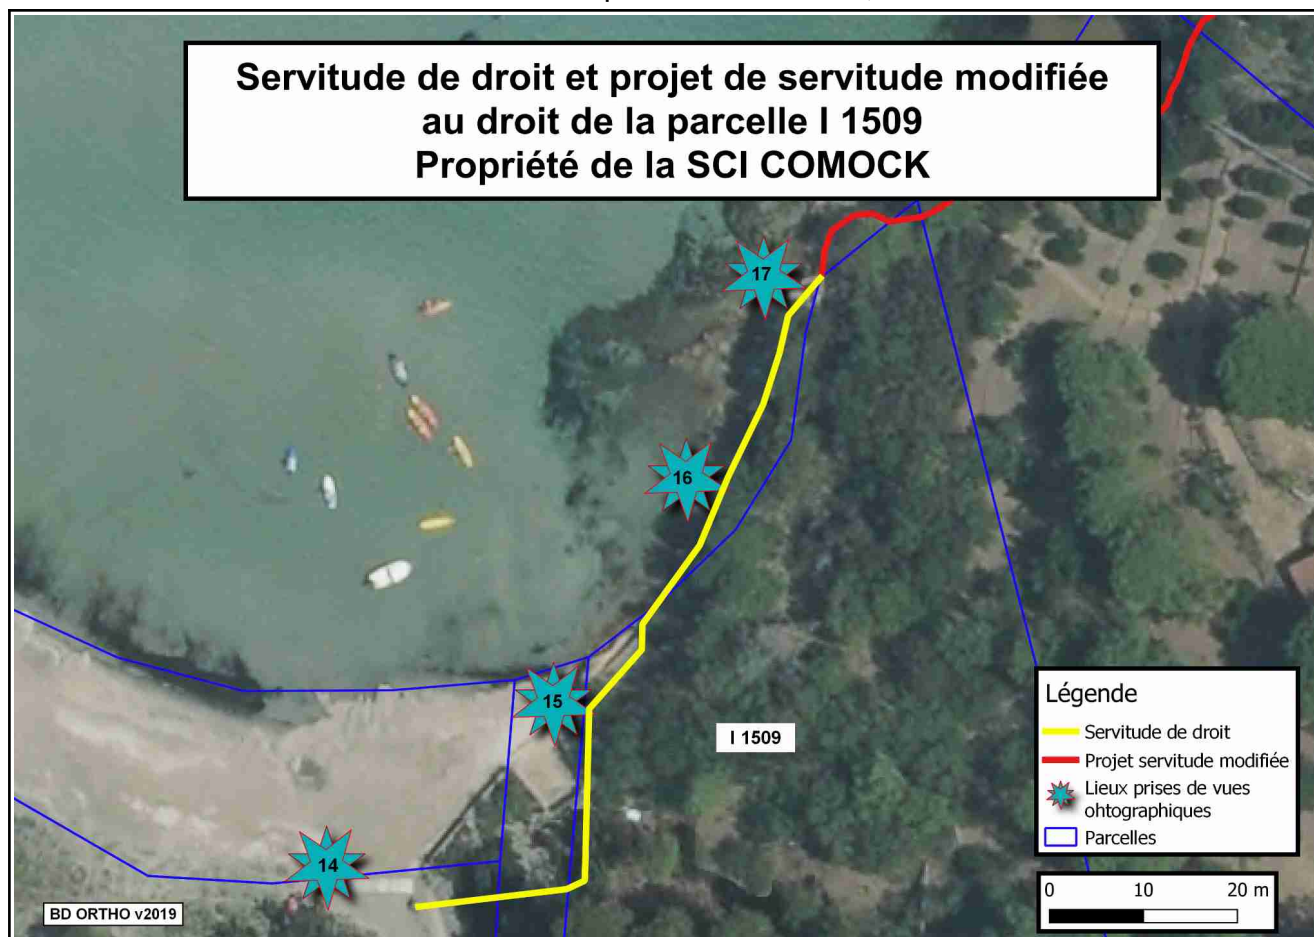 Servitude de droit et projet de servitude modifiée
au droit de la parcelle I 1509
Propriété de la SCI COMOCK
17
16
15
I 1509
14
Légende
Servitude de droit
Projet servitude modifiée
Lieux prises de vues
ohtographiques
Parcelles
0 10 20 m
BD ORTHO v2019